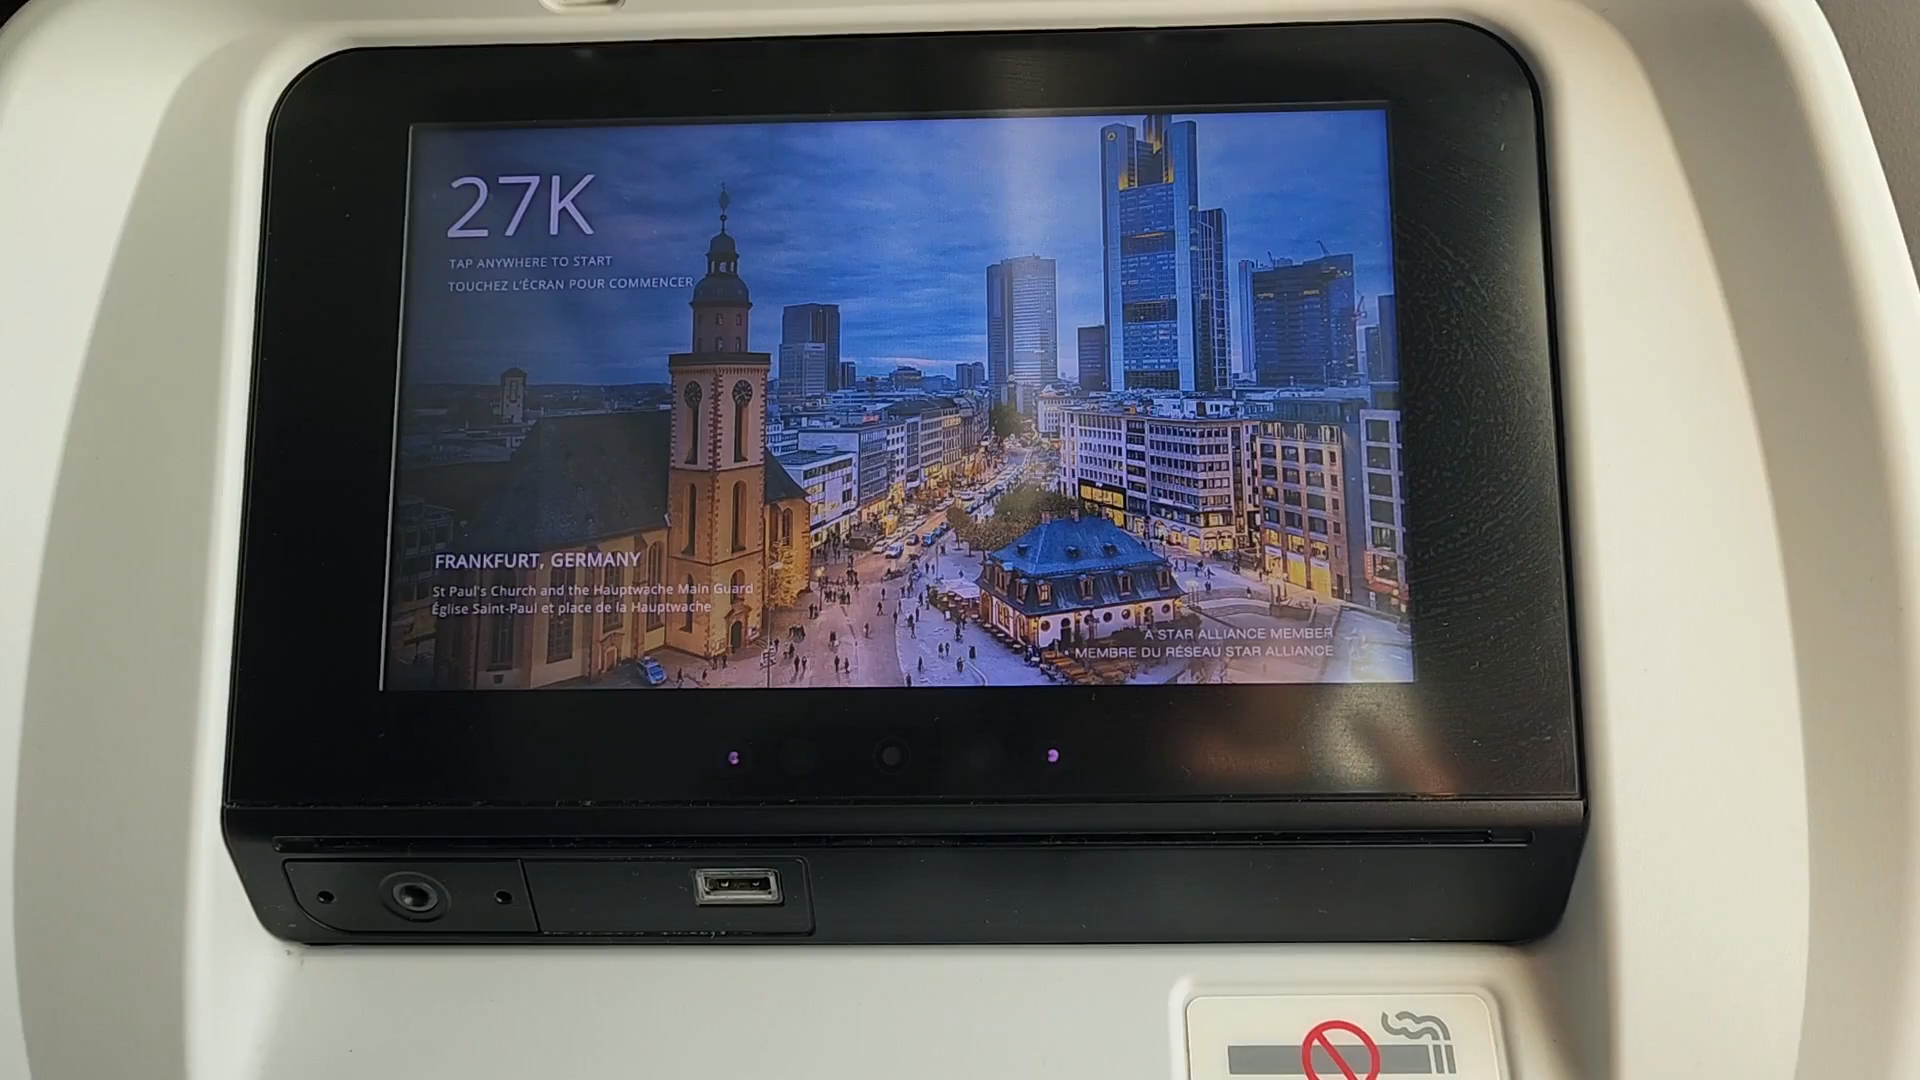 27K
TAP ANYWHERE TO START
TOUCHEZ L'ÉCRAN POUR COMMENCER
FRANKFURT, GERMANY
St Paul's Church and the Hauptwache Main Guard
Église Saint-Paul et place de la Hauptwache
A STAR ALLIANCE MEMBER
MEMBRE DU RÉSEAU STAR ALLIANCE